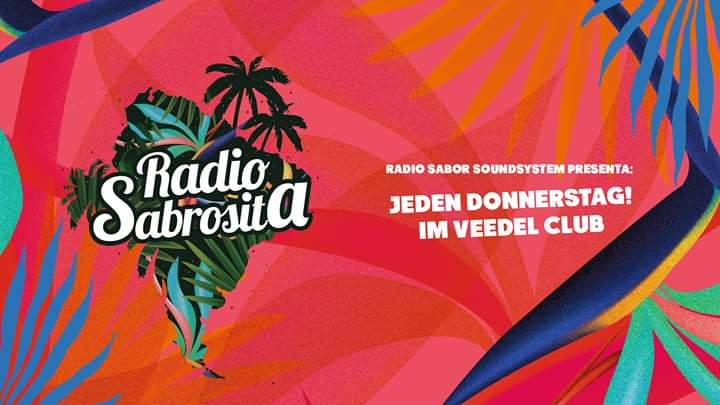 Radio
Sabrosita
RADIO SABOR SOUNDSYSTEM PRESENTA:
JEDEN DONNERSTAG!
IM VEEDEL CLUB